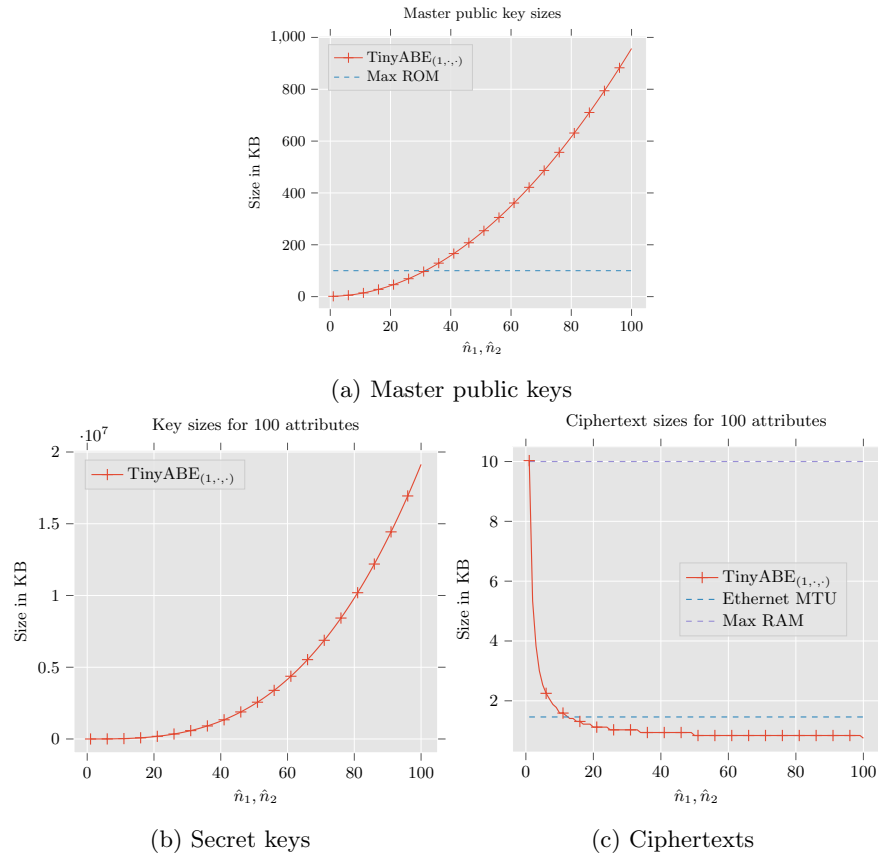 Master public key sizes
1,000
800
600
400
200
0
Size in KB
TinyABE(1,·,·)
Max ROM
0 20 40 60 80 100
n̂1, n̂2
(a) Master public keys
Key sizes for 100 attributes
·10^7
2
1.5
1
0.5
0
Size in KB
TinyABE(1,·,·)
0 20 40 60 80 100
n̂1, n̂2
(b) Secret keys
Ciphertext sizes for 100 attributes
10
8
6
4
2
Size in KB
TinyABE(1,·,·)
Ethernet MTU
Max RAM
0 20 40 60 80 100
n̂1, n̂2
(c) Ciphertexts